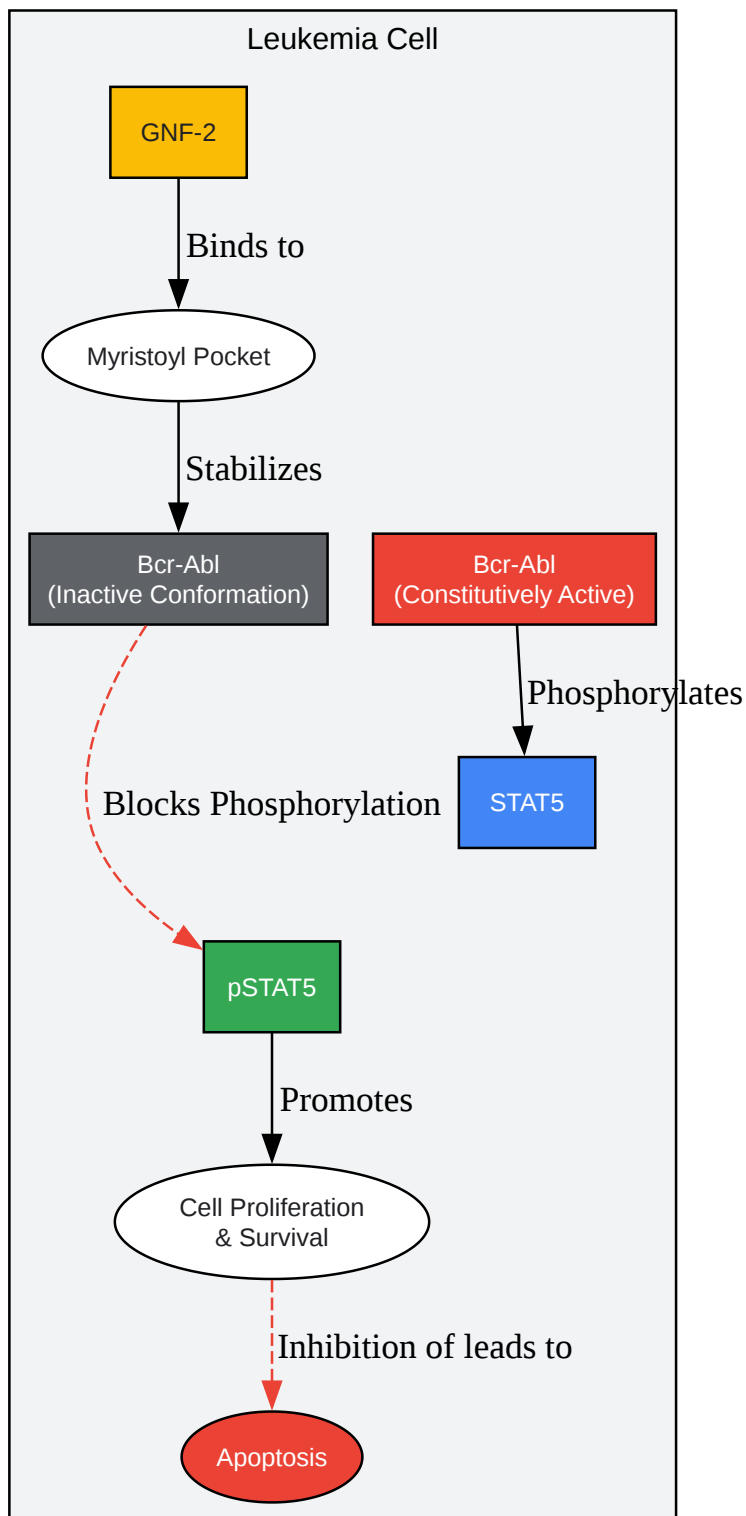 Leukemia Cell
GNF-2
Binds to
Myristoyl Pocket
Stabilizes
Bcr-Abl
(Inactive Conformation)
Bcr-Abl
(Constitutively Active)
Phosphorylates
Blocks Phosphorylation
STAT5
pSTAT5
Promotes
Cell Proliferation
& Survival
Inhibition of leads to
Apoptosis